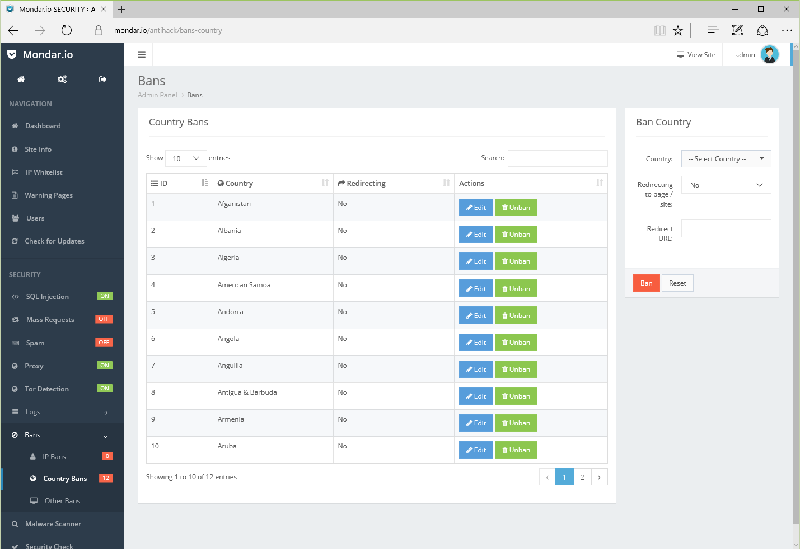 Mondar.io SECURITY › A
mondar.io/antihack/bans-country
Mondar.io
View Site
admin
NAVIGATION
Dashboard
Site Info
IP Whitelist
Warning Pages
Users
Check for Updates
SECURITY
SQL Injection ON
Mass Requests OFF
Spam OFF
Proxy ON
Tor Detection ON
Logs
Bans
IP Bans 0
Country Bans 12
Other Bans
Malware Scanner
Security Check
Bans
Admin Panel > Bans
Country Bans
Show 10 entries
Search:
ID Country Redirecting Actions
1 Afganistan No Edit Unban
2 Albania No Edit Unban
3 Algeria No Edit Unban
4 American Samoa No Edit Unban
5 Andorra No Edit Unban
6 Angola No Edit Unban
7 Anguilla No Edit Unban
8 Antigua & Barbuda No Edit Unban
9 Armenia No Edit Unban
10 Aruba No Edit Unban
Showing 1 to 10 of 12 entries
‹ 1 2 ›
Ban Country
Country: -- Select Country --
Redirecting No
to page /
site:
Redirect
URL:
Ban Reset